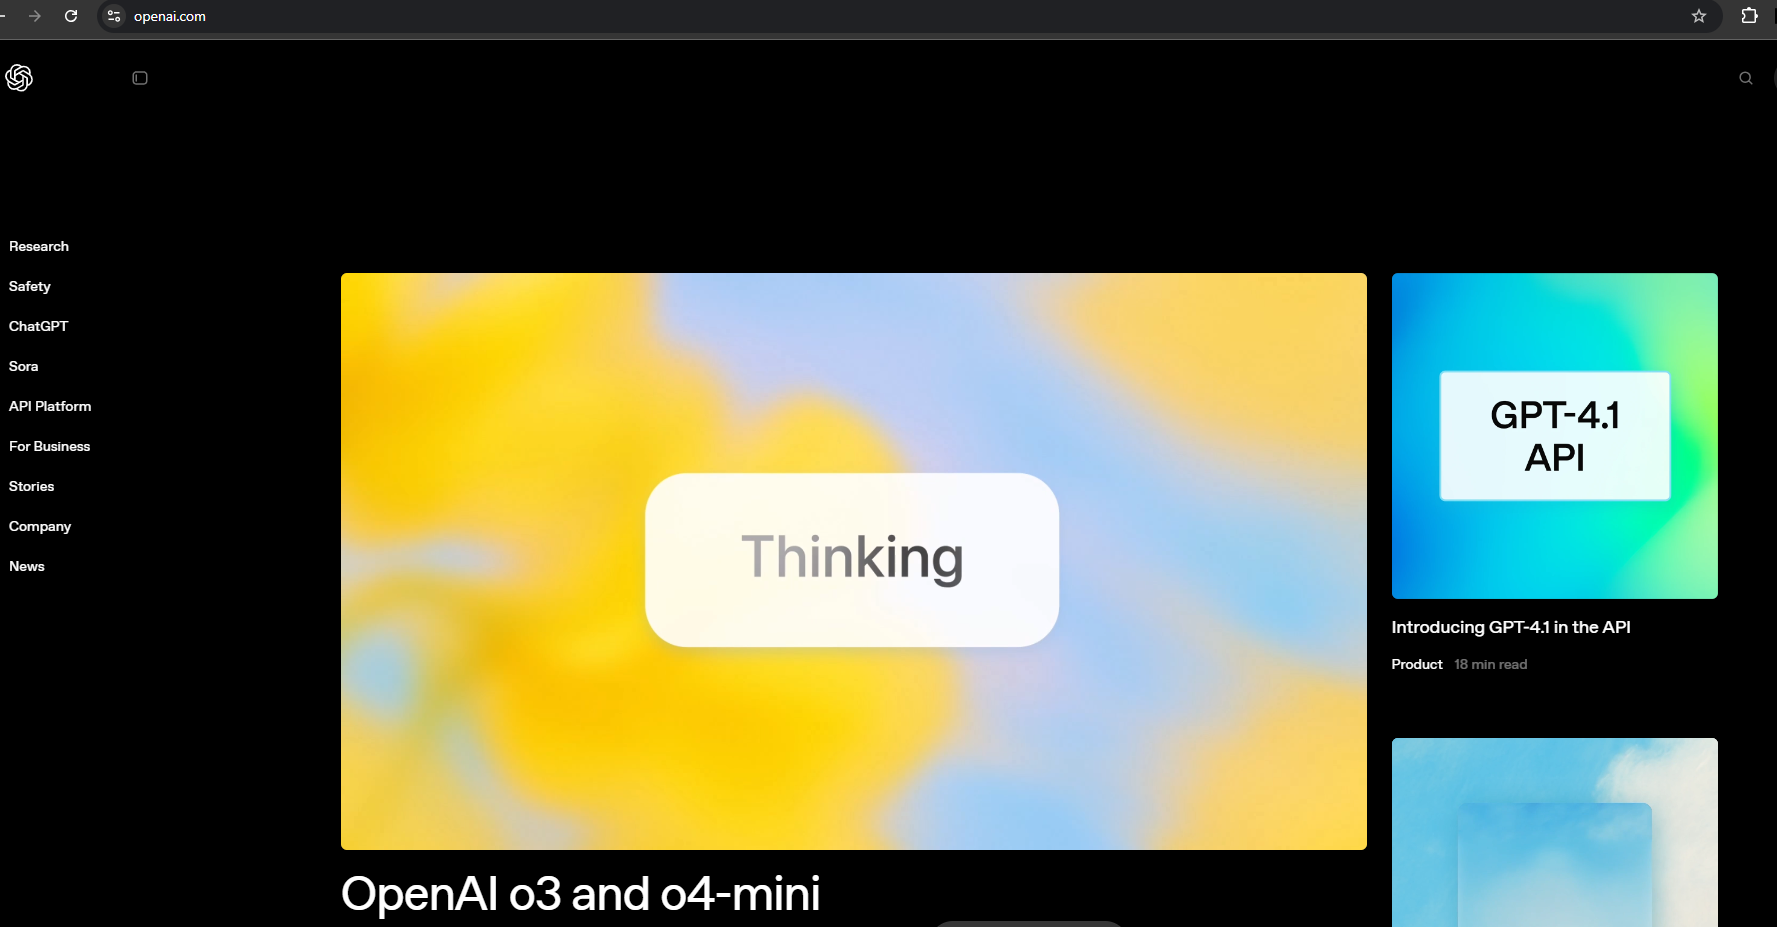 openai.com
Research
Safety
ChatGPT
Sora
API Platform
For Business
Stories
Company
News
Thinking
OpenAI o3 and o4-mini
GPT-4.1
API
Introducing GPT-4.1 in the API
Product 18 min read